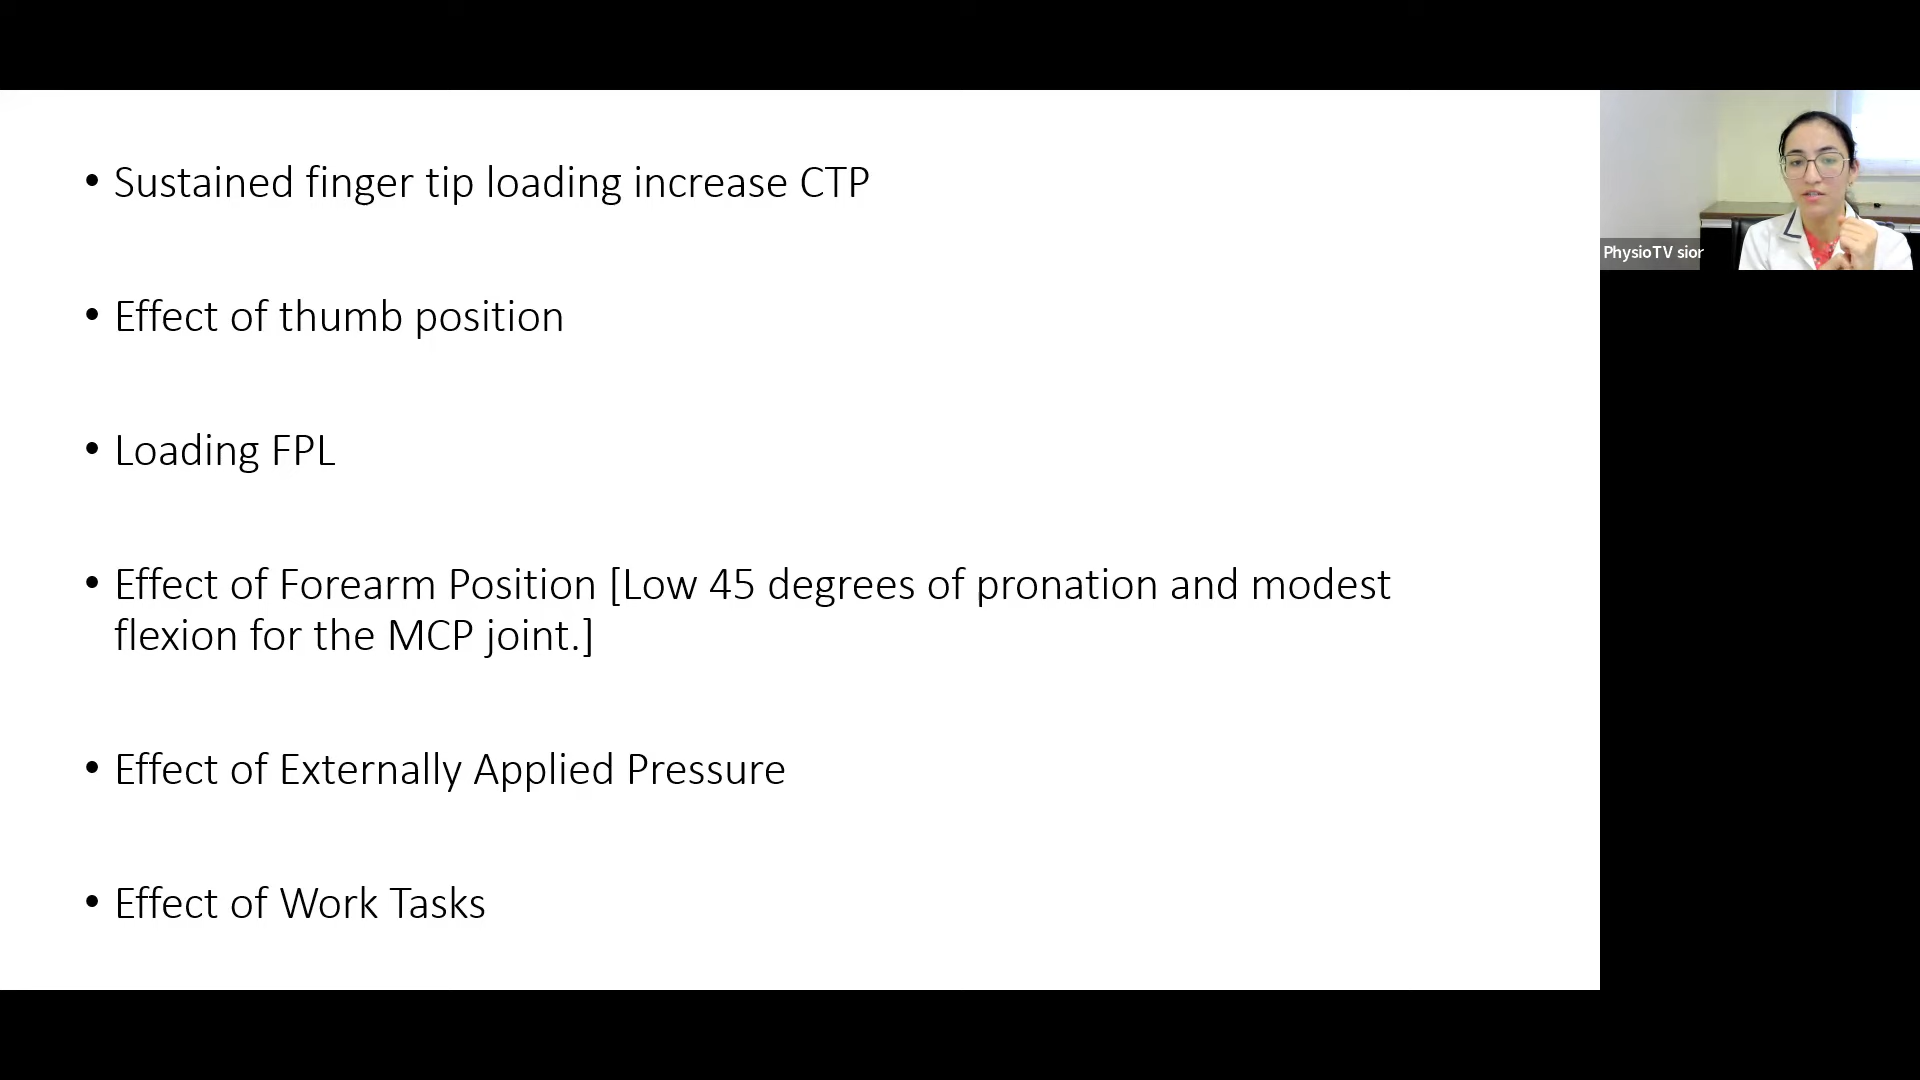 • Sustained finger tip loading increase CTP
• Effect of thumb position
• Loading FPL
• Effect of Forearm Position [Low 45 degrees of pronation and modest
flexion for the MCP joint.]
• Effect of Externally Applied Pressure
• Effect of Work Tasks
PhysioTV sior